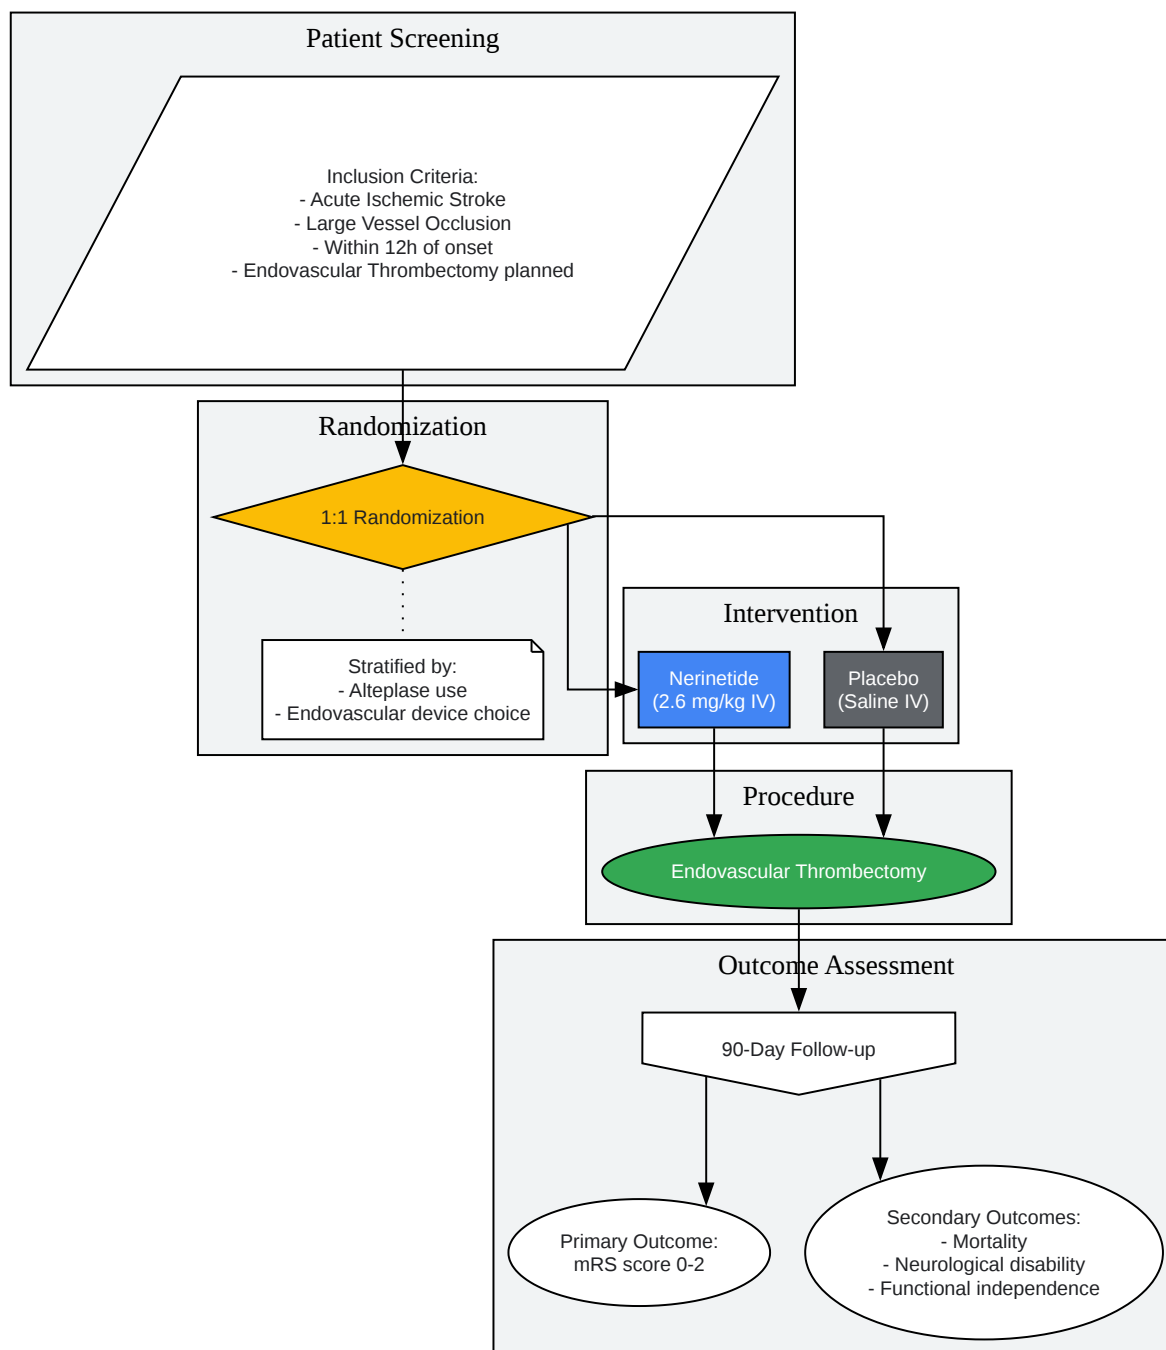 Patient Screening
Inclusion Criteria:
- Acute Ischemic Stroke
- Large Vessel Occlusion
- Within 12h of onset
- Endovascular Thrombectomy planned
Randomization
1:1 Randomization
Stratified by:
- Alteplase use
- Endovascular device choice
Intervention
Nerinetide
(2.6 mg/kg IV)
Placebo
(Saline IV)
Procedure
Endovascular Thrombectomy
Outcome Assessment
90-Day Follow-up
Primary Outcome:
mRS score 0-2
Secondary Outcomes:
- Mortality
- Neurological disability
- Functional independence